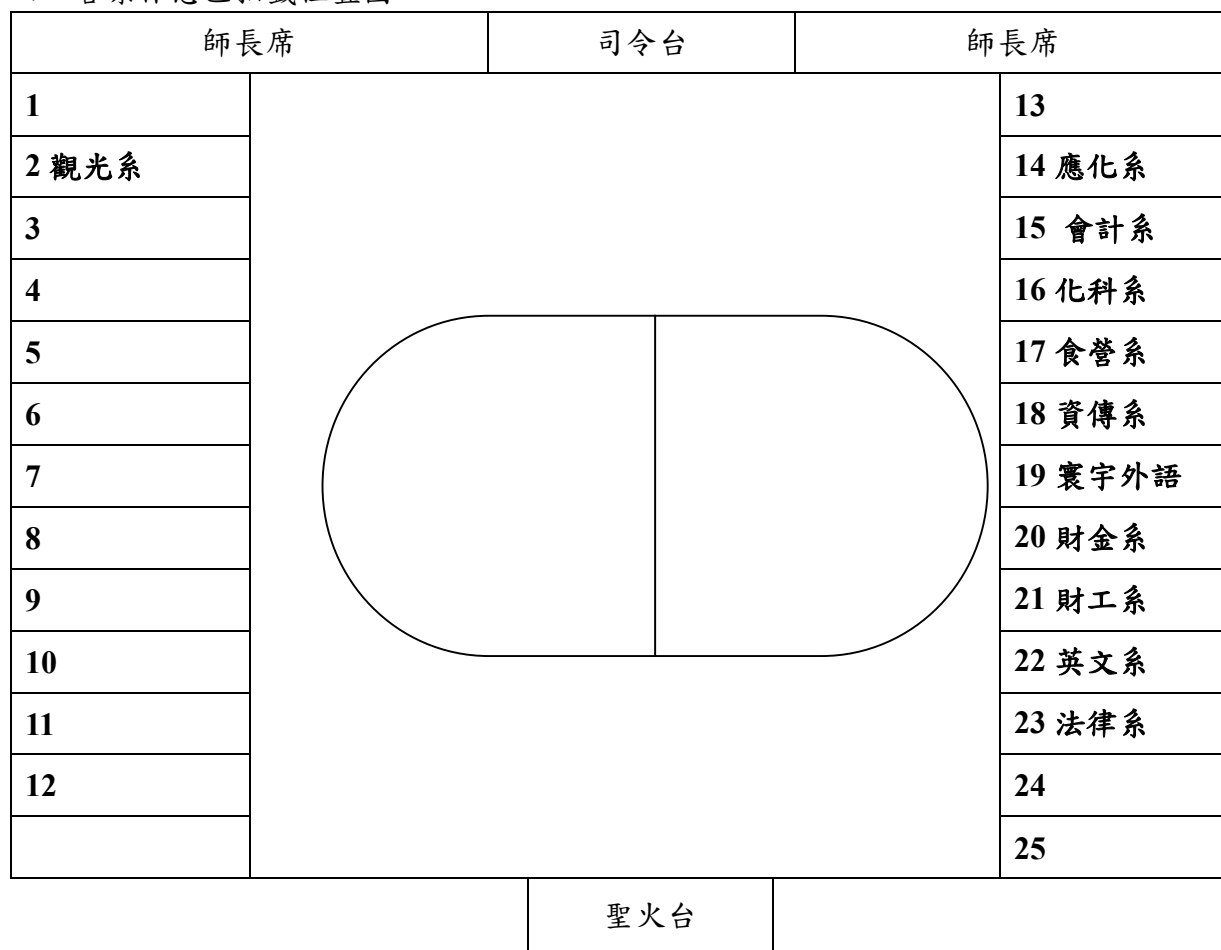 師長席 司令台 師長席
1 13
2 觀光系 14 應化系
3 15 會計系
4 16 化科系
5 17 食營系
6 18 資傳系
7 19 寰宇外語
8 20 財金系
9 21 財工系
10 22 英文系
11 23 法律系
12 24
25
聖火台